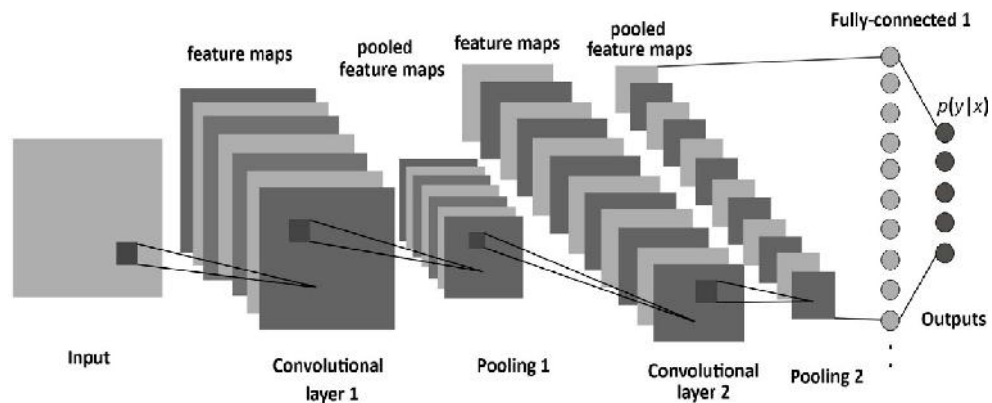 Fully-connected 1
feature maps
pooled
feature maps
feature maps
pooled
feature maps
p(y|x)
Input
Convolutional
layer 1
Pooling 1
Convolutional
layer 2
Pooling 2
Outputs